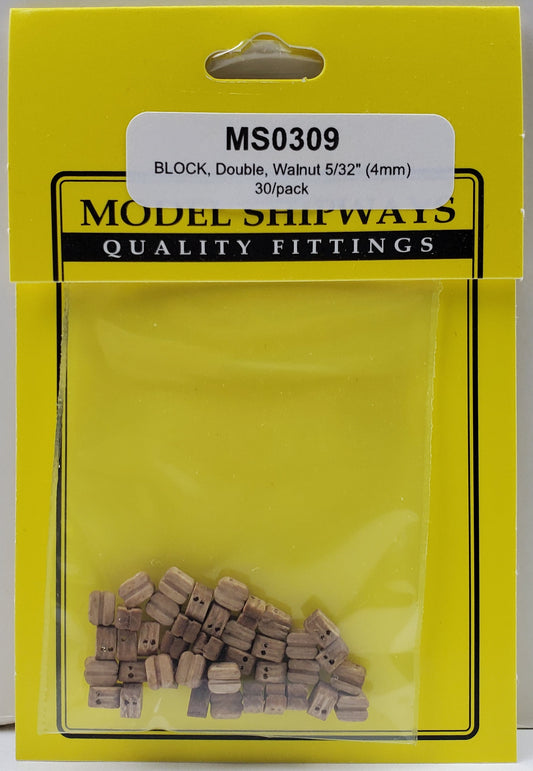 MS0309
BLOCK, Double, Walnut 5/32" (4mm)
30/pack
MODEL SHIPWAYS
QUALITY FITTINGS